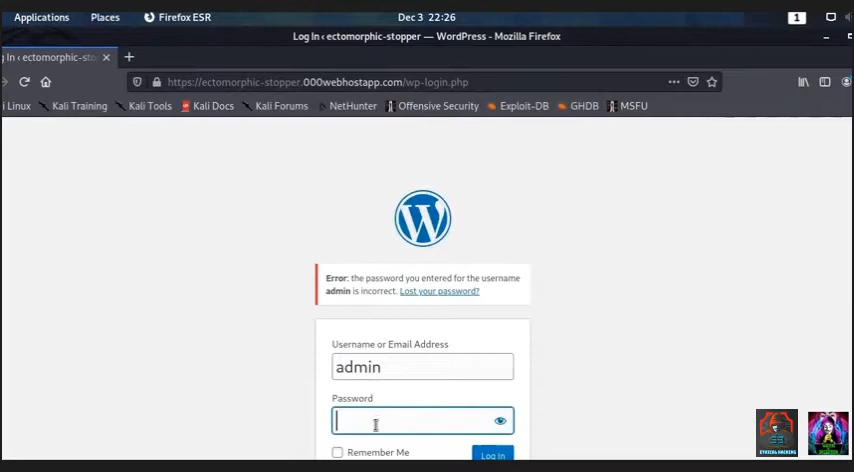 Applications Places Firefox ESR Dec 3 22:26 1
Log In ‹ ectomorphic-stopper — WordPress - Mozilla Firefox
g In ‹ ectomorphic-sto
https://ectomorphic-stopper.000webhostapp.com/wp-login.php
i Linux Kali Training Kali Tools Kali Docs Kali Forums NetHunter Offensive Security Exploit-DB GHDB MSFU
Error: the password you entered for the username
admin is incorrect. Lost your password?
Username or Email Address
admin
Password
Remember Me Log In
ETHICAL HACKING